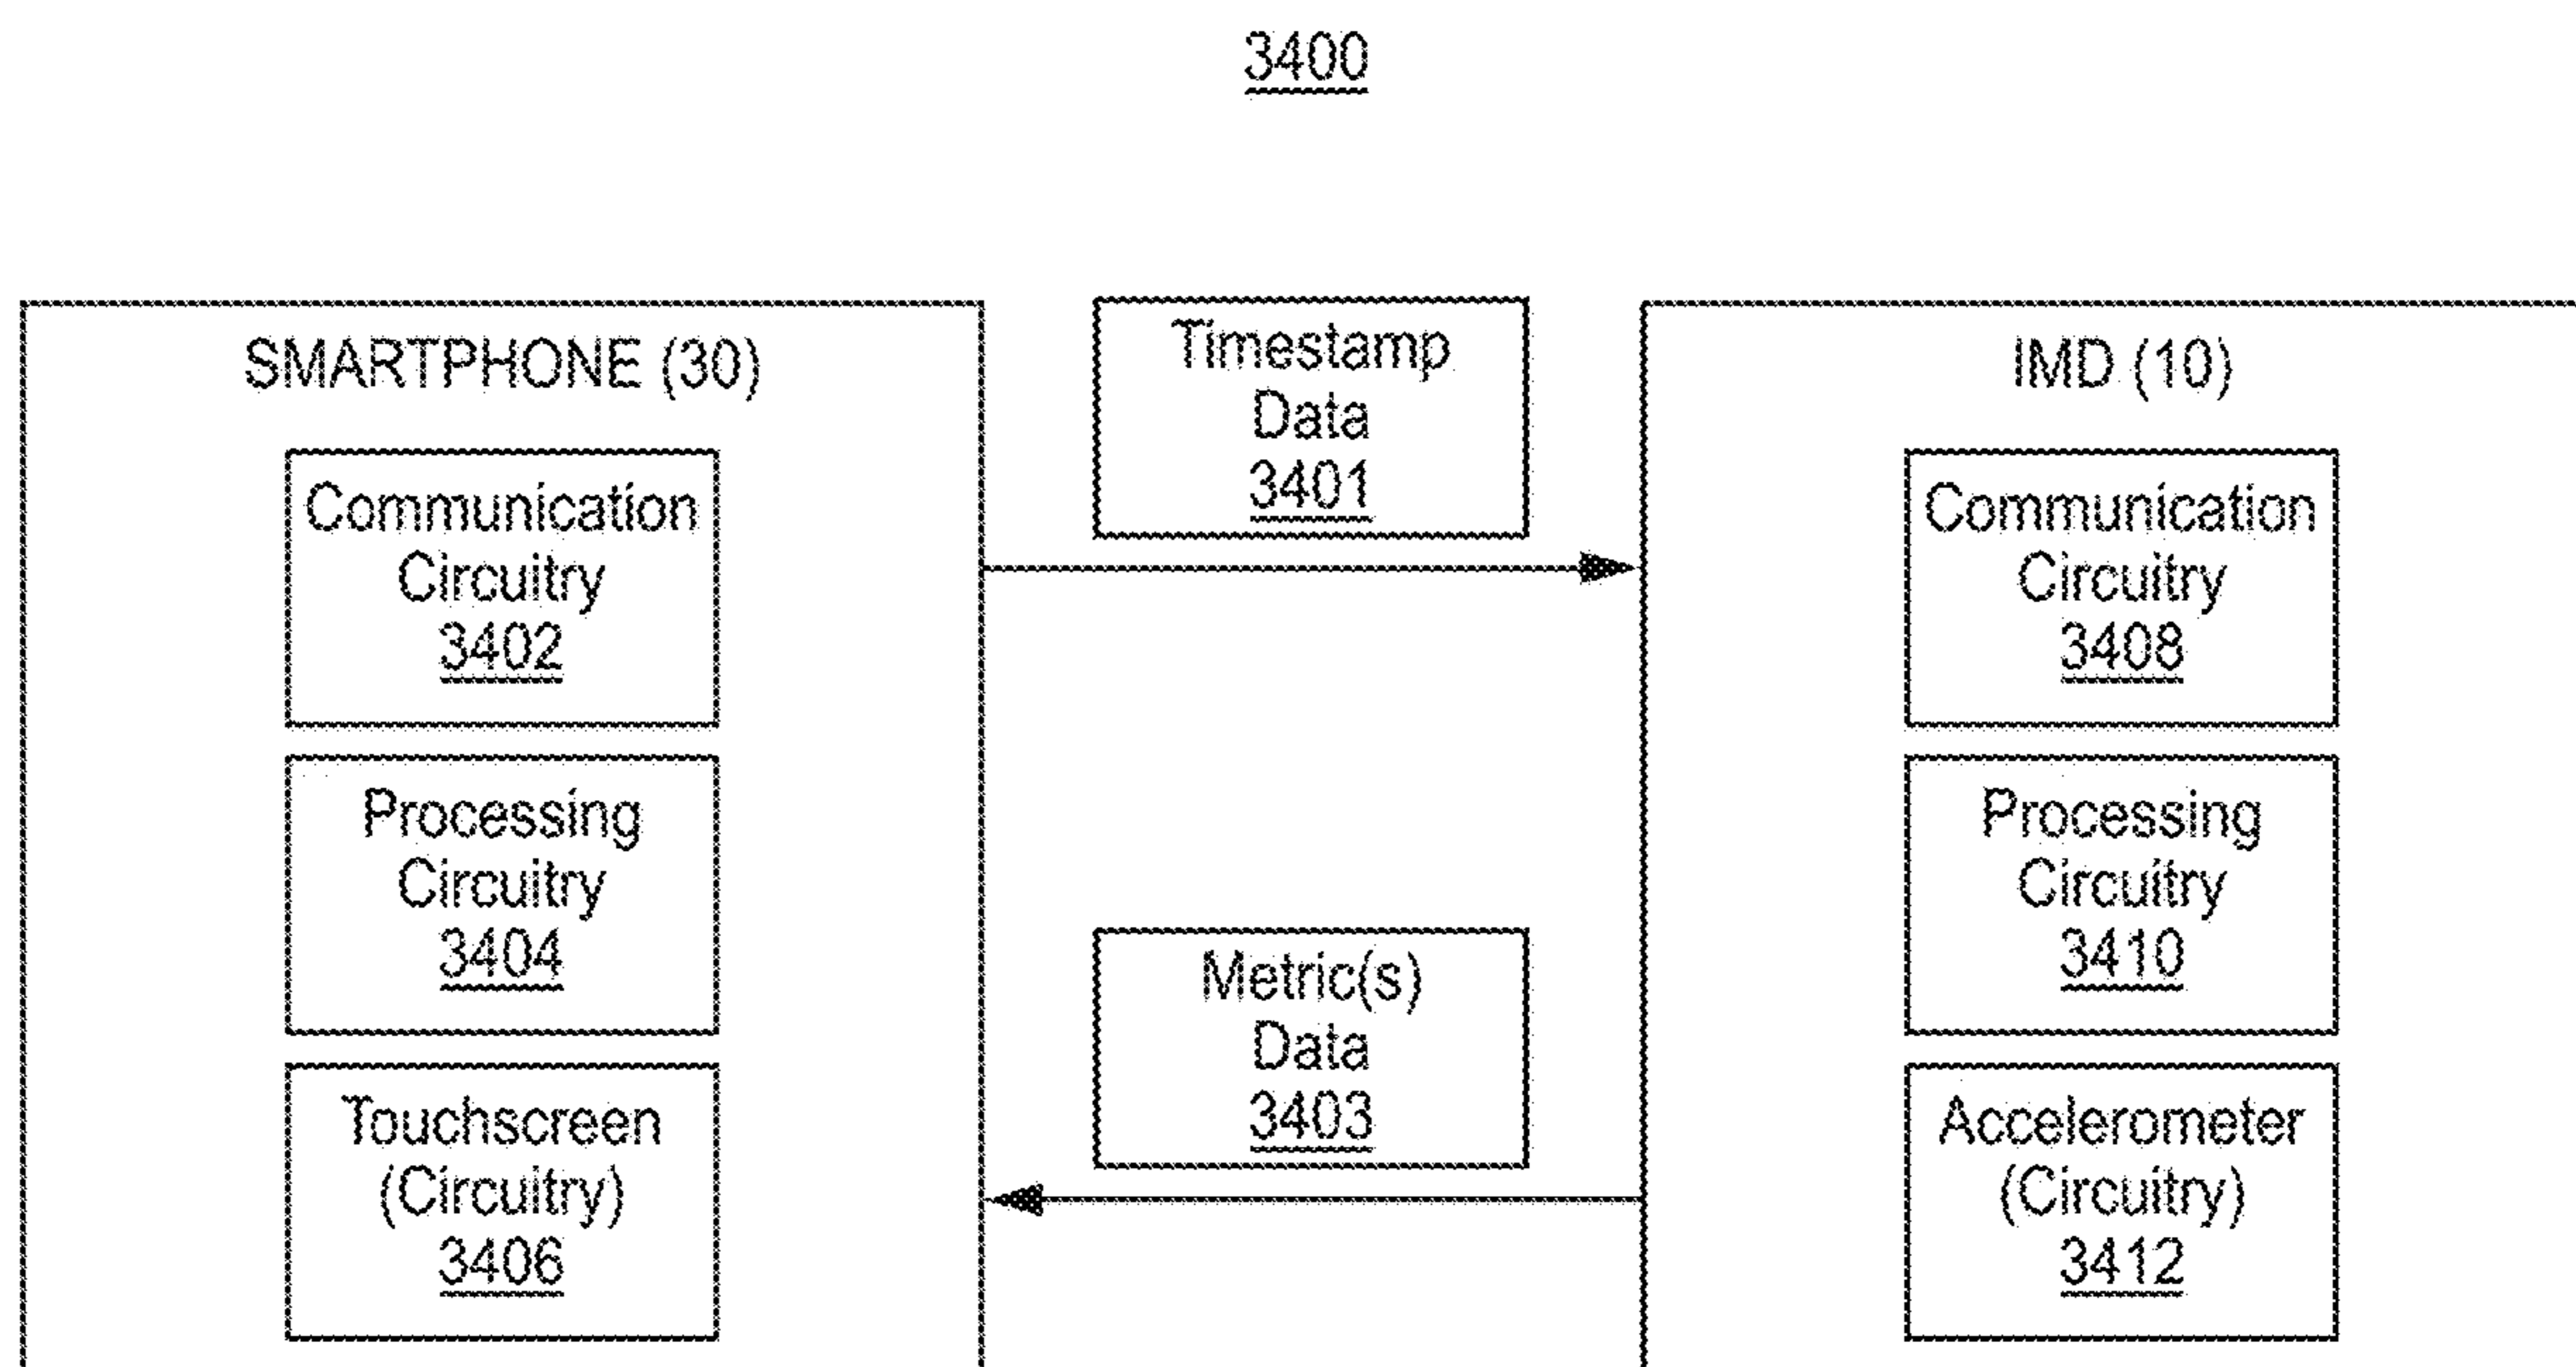 3400
SMARTPHONE (30)
Communication
Circuitry
3402
Processing
Circuitry
3404
Touchscreen
(Circuitry)
3406
Timestamp
Data
3401
Metric(s)
Data
3403
IMD (10)
Communication
Circuitry
3408
Processing
Circuitry
3410
Accelerometer
(Circuitry)
3412